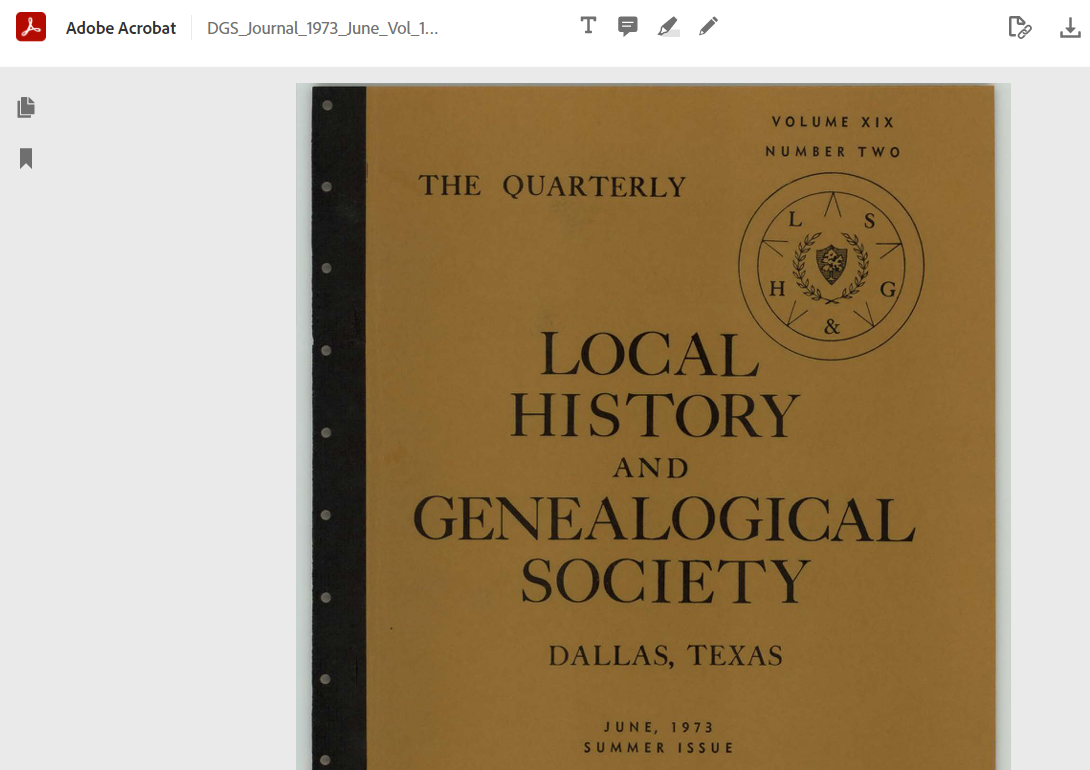 Adobe Acrobat DGS_Journal_1973_June_Vol_1...
VOLUME XIX
NUMBER TWO
THE QUARTERLY
L S
H G
&
LOCAL
HISTORY
AND
GENEALOGICAL
SOCIETY
DALLAS, TEXAS
JUNE, 1973
SUMMER ISSUE